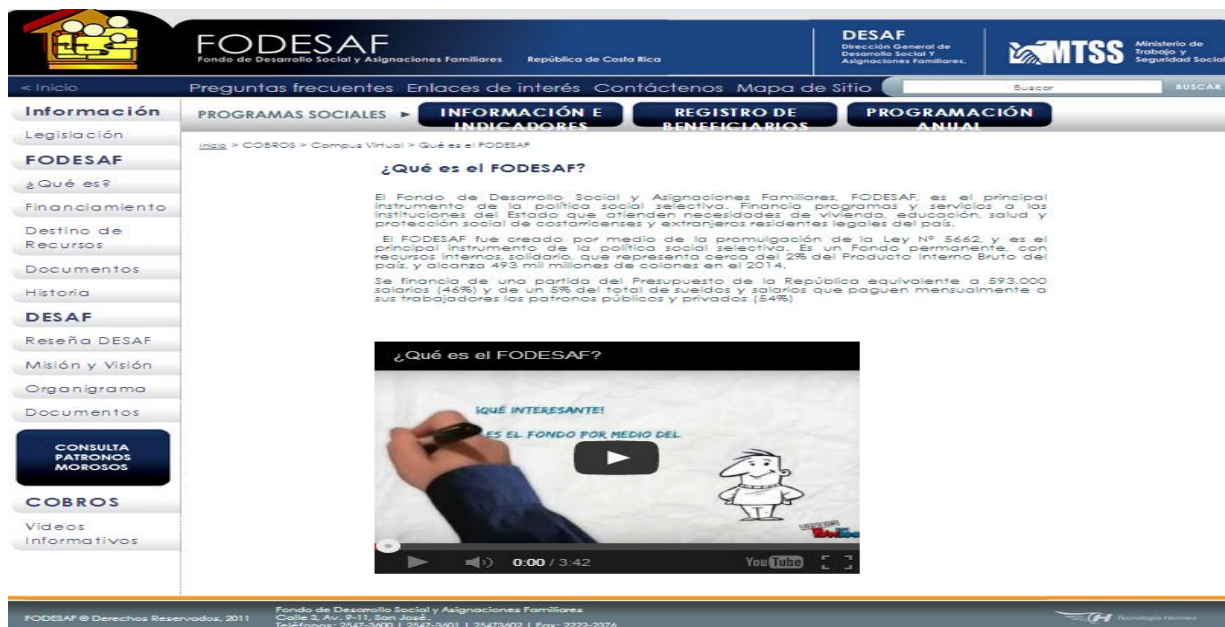 FODESAF
Fondo de Desarrollo Social y Asignaciones Familiares República de Costa Rica
DESAF
Dirección General de
Desarrollo Social Y
Asignaciones Familiares.
MTSS
Ministerio de
Trabajo y
Seguridad Social
< Inicio
Preguntas frecuentes Enlaces de interés Contáctenos Mapa de Sitio
Buscar
BUSCAR
PROGRAMAS SOCIALES ►
INFORMACIÓN E
INDICADORES
REGISTRO DE
BENEFICIARIOS
PROGRAMACIÓN
ANUAL
Información
Legislación
FODESAF
¿Qué es?
Financiamiento
Destino de
Recursos
Documentos
Historia
DESAF
Reseña DESAF
Misión y Visión
Organigrama
Documentos
CONSULTA
PATRONOS
MOROSOS
COBROS
Videos
Informativos
Inicio > COBROS > Campus Virtual > Qué es el FODESAF
¿Qué es el FODESAF?
El Fondo de Desarrollo Social y Asignaciones Familiares, FODESAF, es el principal
instrumento de la política social selectiva. Financia programas y servicios a las
instituciones del Estado que atienden necesidades de vivienda, educación, salud y
protección social de costarricenses y extranjeros residentes legales del país.
El FODESAF fue creado por medio de la promulgación de la Ley Nº 5662, y es el
principal instrumento de la política social selectiva. Es un Fondo permanente, con
recursos internos, solidario, que representa cerca del 2% del Producto Interno Bruto del
país, y alcanza 493 mil millones de colones en el 2014.
Se financia de una partida del Presupuesto de la República equivalente a 593.000
salarios (46%) y de un 5% del total de sueldos y salarios que paguen mensualmente a
sus trabajadores los patronos públicos y privados (54%)
¿Qué es el FODESAF?
¡QUÉ INTERESANTE!
ES EL FONDO POR MEDIO DEL
0:00 / 3:42
YouTube
FODESAF @ Derechos Reservados, 2011
Fondo de Desarrollo Social y Asignaciones Familiares
Calle 3, Av. 9-11, San José.
Teléfonos: 2547-3600 | 2547-3601 | 25473602 | Fax: 2222-2376
Tecnología Hermes